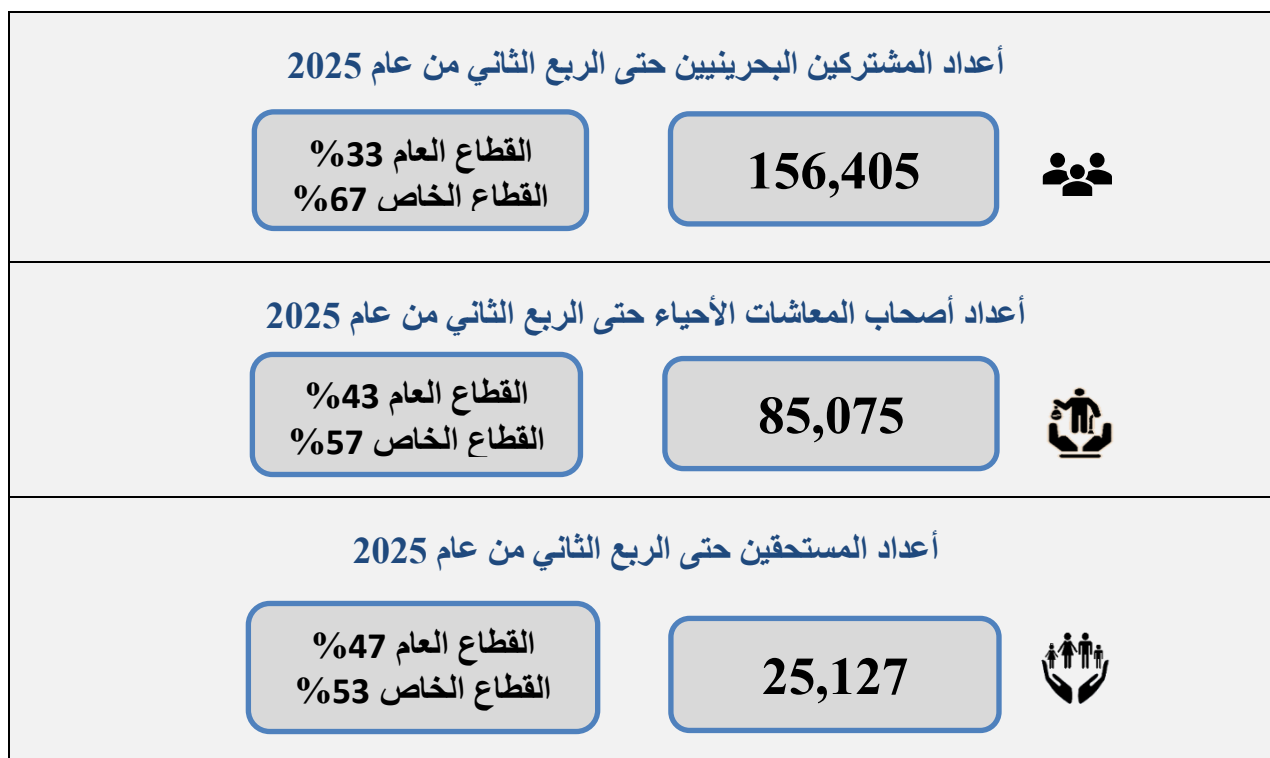 أعداد المشتركين البحرينيين حتى الربع الثاني من عام 2025
156,405
القطاع العام 33%
القطاع الخاص 67%
أعداد أصحاب المعاشات الأحياء حتى الربع الثاني من عام 2025
85,075
القطاع العام 43%
القطاع الخاص 57%
أعداد المستحقين حتى الربع الثاني من عام 2025
25,127
القطاع العام 47%
القطاع الخاص 53%